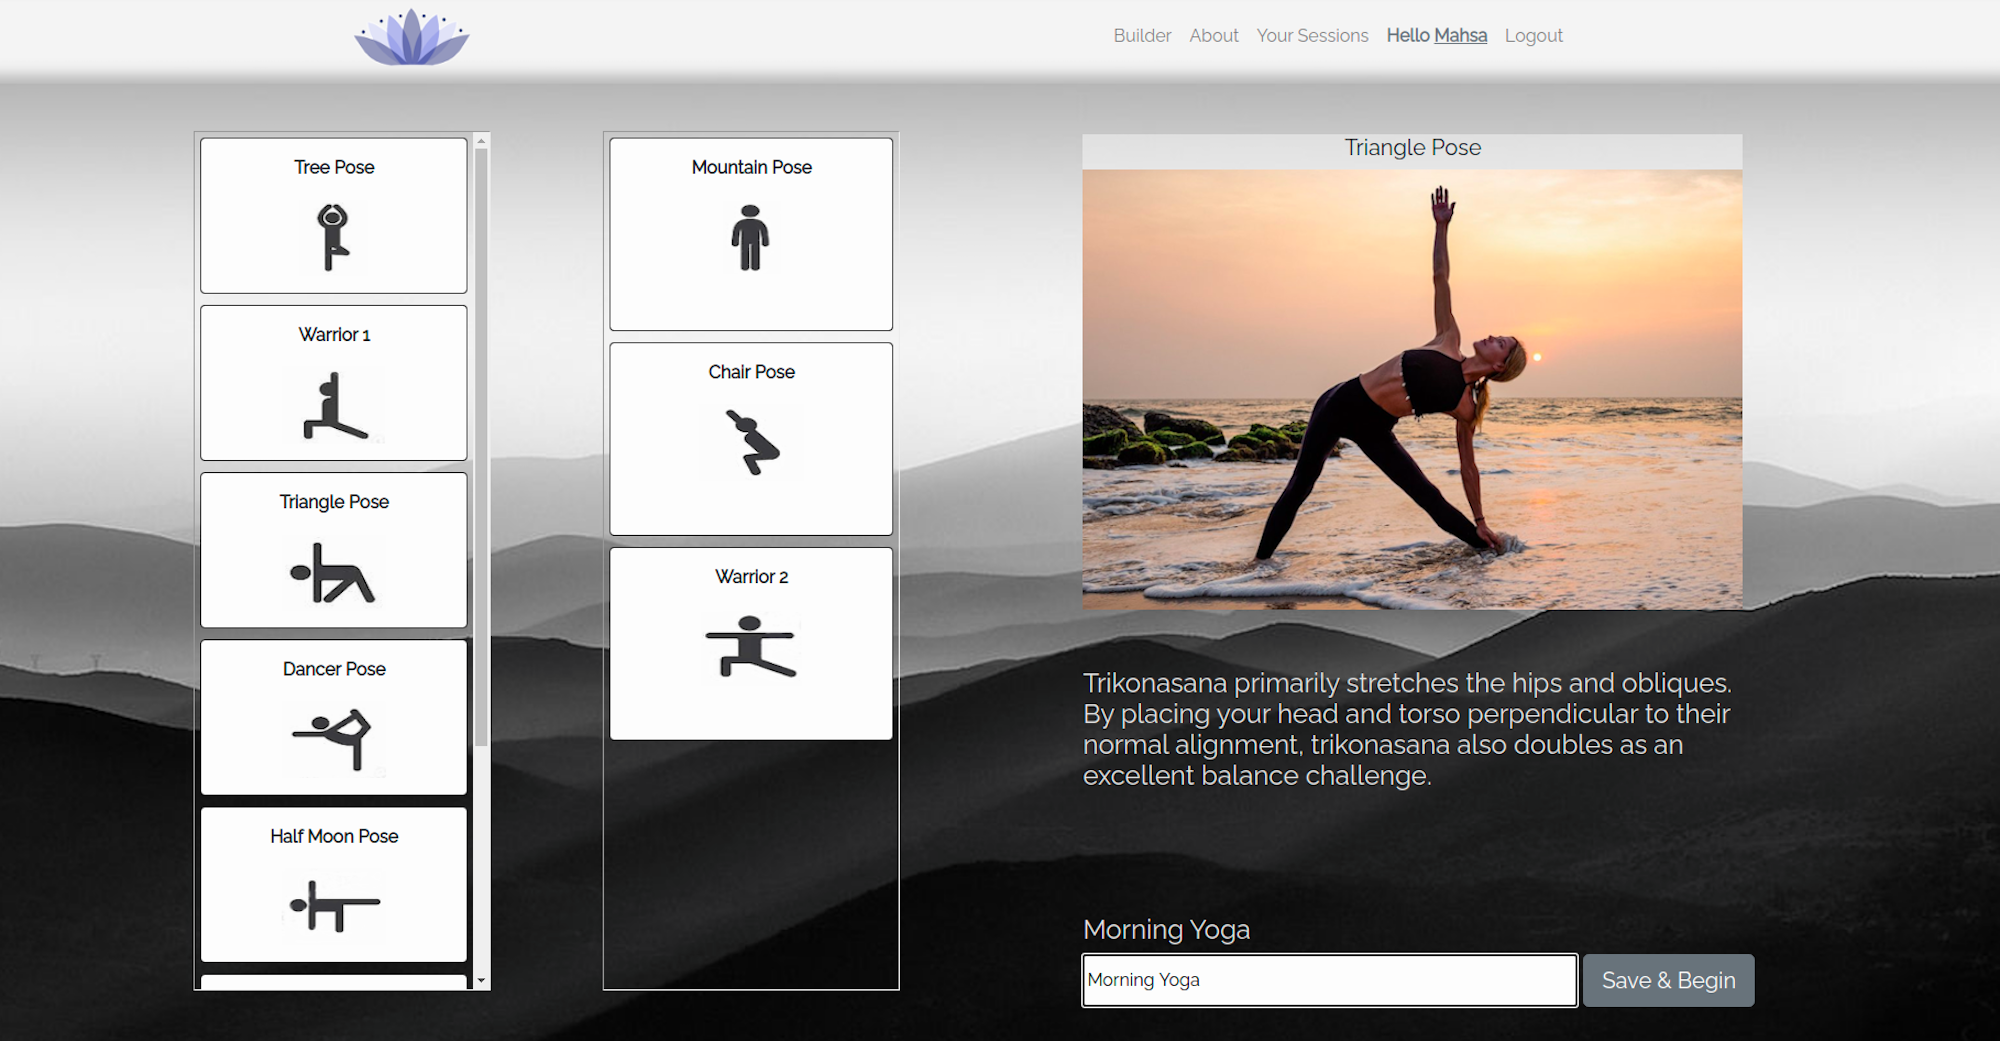 Builder About Your Sessions Hello Mahsa Logout
Tree Pose
Warrior 1
Triangle Pose
Dancer Pose
Half Moon Pose
Mountain Pose
Chair Pose
Warrior 2
Triangle Pose
Trikonasana primarily stretches the hips and obliques.
By placing your head and torso perpendicular to their
normal alignment, trikonasana also doubles as an
excellent balance challenge.
Morning Yoga
Morning Yoga
Save & Begin